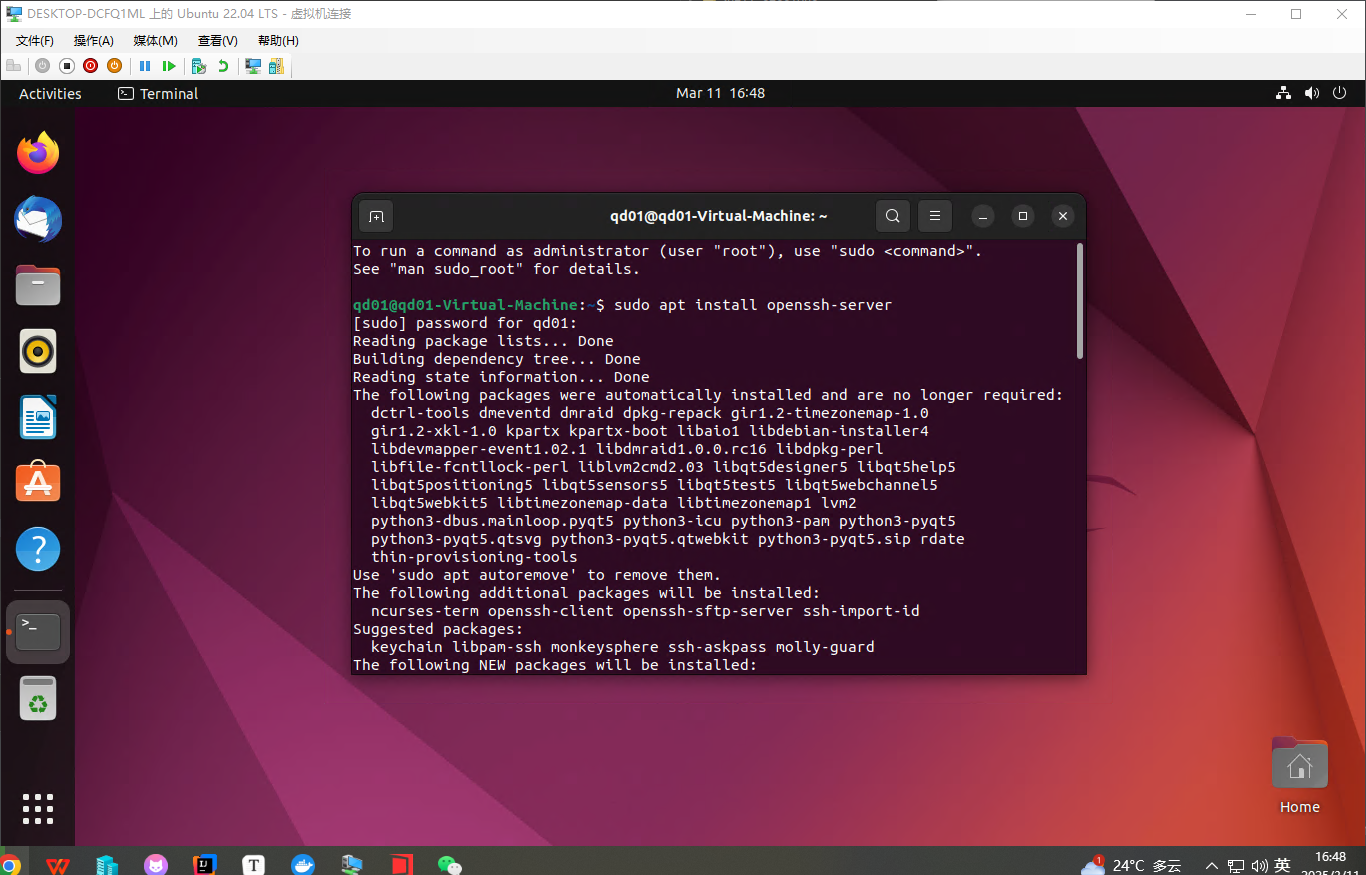 DESKTOP-DCFQ1ML 上的 Ubuntu 22.04 LTS - 虚拟机连接
文件(F) 操作(A) 媒体(M) 查看(V) 帮助(H)
Activities Terminal Mar 11 16:48
qd01@qd01-Virtual-Machine: ~
To run a command as administrator (user "root"), use "sudo <command>".
See "man sudo_root" for details.
qd01@qd01-Virtual-Machine:~$ sudo apt install openssh-server
[sudo] password for qd01:
Reading package lists... Done
Building dependency tree... Done
Reading state information... Done
The following packages were automatically installed and are no longer required:
dctrl-tools dmeventd dmraid dpkg-repack gir1.2-timezonemap-1.0
gir1.2-xkl-1.0 kpartx kpartx-boot libaio1 libdebian-installer4
libdevmapper-event1.02.1 libdmraid1.0.0.rc16 libdpkg-perl
libfile-fcntllock-perl liblvm2cmd2.03 libqt5designer5 libqt5help5
libqt5positioning5 libqt5sensors5 libqt5test5 libqt5webchannel5
libqt5webkit5 libtimezonemap-data libtimezonemap1 lvm2
python3-dbus.mainloop.pyqt5 python3-icu python3-pam python3-pyqt5
python3-pyqt5.qtsvg python3-pyqt5.qtwebkit python3-pyqt5.sip rdate
thin-provisioning-tools
Use 'sudo apt autoremove' to remove them.
The following additional packages will be installed:
ncurses-term openssh-client openssh-sftp-server ssh-import-id
Suggested packages:
keychain libpam-ssh monkeysphere ssh-askpass molly-guard
The following NEW packages will be installed:
Home
1
24°C 多云 英 16:48
2025/3/11